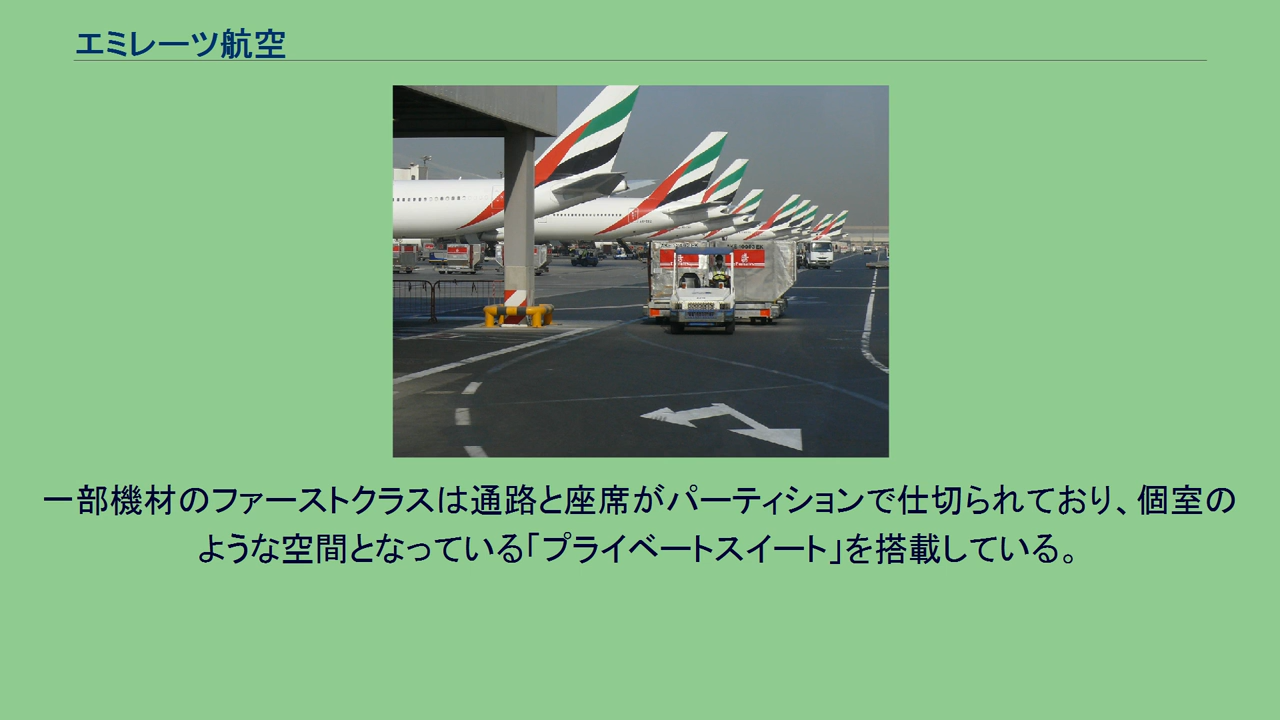 エミレーツ航空
一部機材のファーストクラスは通路と座席がパーティションで仕切られており、個室の
ような空間となっている「プライベートスイート」を搭載している。